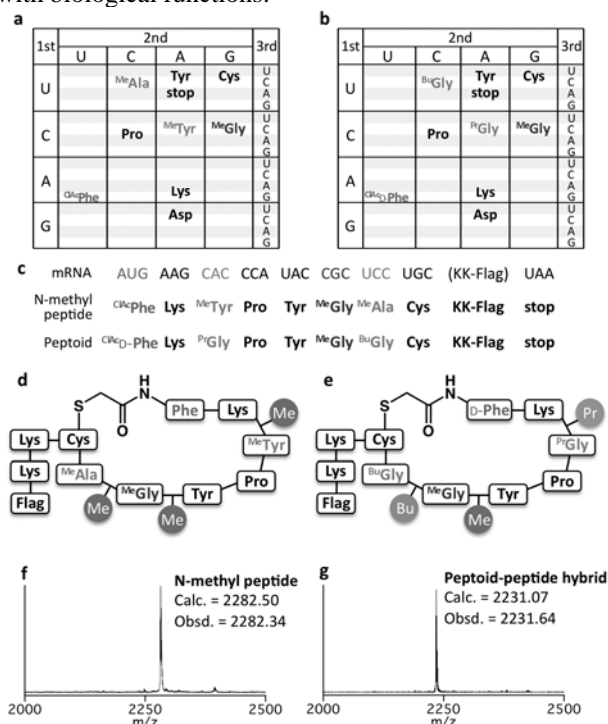 with biological functions.
a
1st 2nd 3rd
U C A G
U MeAla Tyr stop Cys U C A G
C Pro MeTyr MeGly U C A G
A ClAcPhe Lys U C A G
G Asp U C A G
b
1st 2nd 3rd
U C A G
U BuGly Tyr stop Cys U C A G
C Pro PrGly MeGly U C A G
A ClAcD-Phe Lys U C A G
G Asp U C A G
c
mRNA AUG AAG CAC CCA UAC CGC UCC UGC (KK-Flag) UAA
N-methyl peptide ClAcPhe Lys MeTyr Pro Tyr MeGly MeAla Cys KK-Flag stop
Peptoid ClAcD-Phe Lys PrGly Pro Tyr MeGly BuGly Cys KK-Flag stop
d
H
S N
O
Phe Lys Me
Lys Cys MeTyr
Lys MeAla Pro
Flag MeGly Tyr
Me Me
e
H
S N
O
D-Phe Lys Pr
Lys Cys PrGly
Lys BuGly Pro
Flag MeGly Tyr
Bu Me
f
N-methyl peptide
Calc. = 2282.50
Obsd. = 2282.34
2000 2250 2500
m/z
g
Peptoid-peptide hybrid
Calc. = 2231.07
Obsd. = 2231.64
2000 2250 2500
m/z